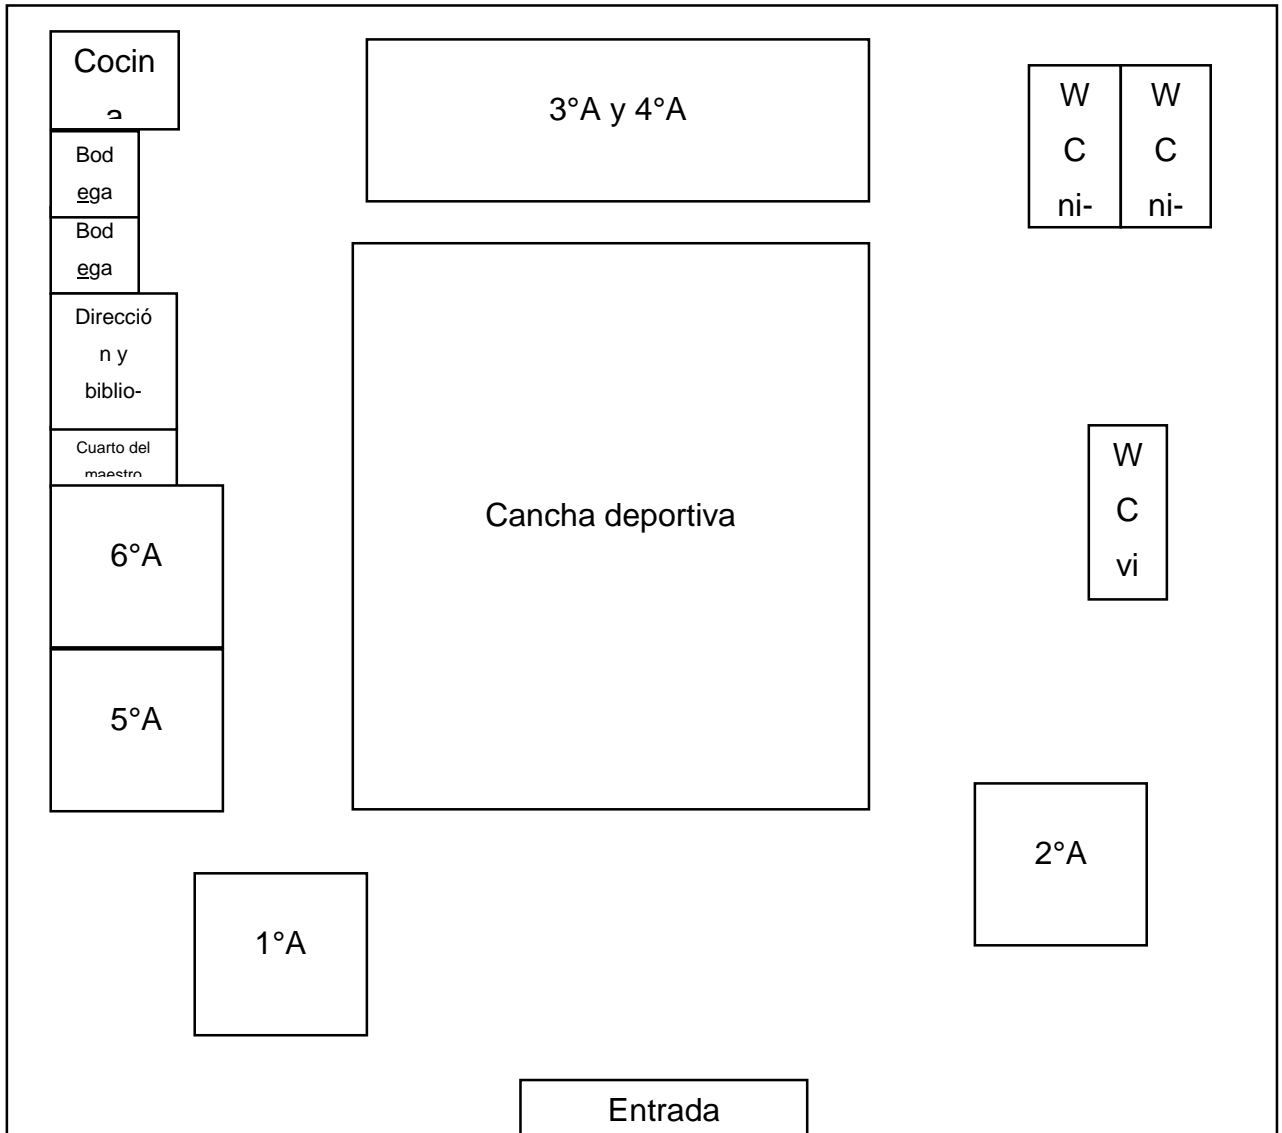 Cocin
a
3°A y 4°A
W
C
ni-
W
C
ni-
Bod
ega
Bod
ega
Direcció
n y
biblio-
Cuarto del
maestro
6°A
5°A
Cancha deportiva
W
C
vi
2°A
1°A
Entrada